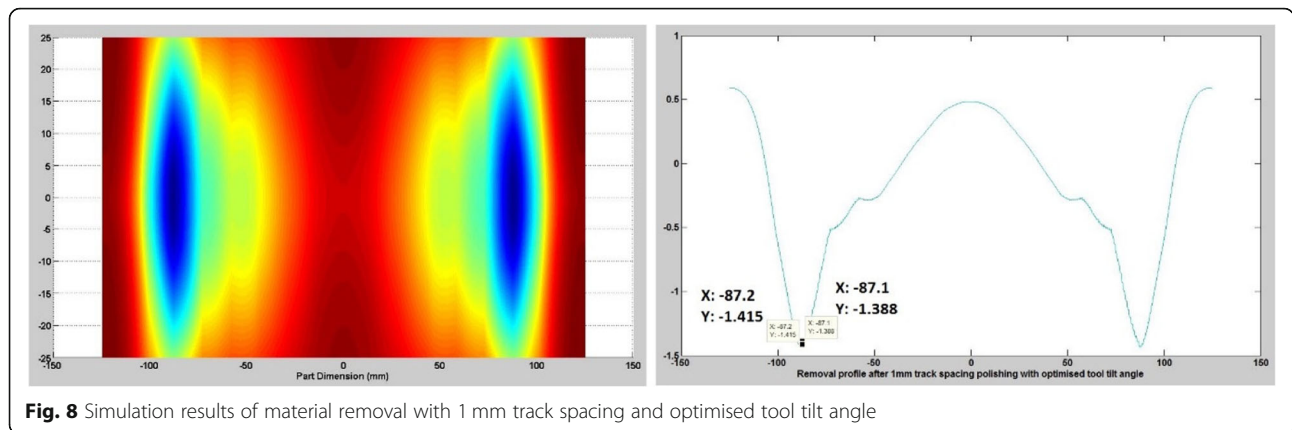 25
20
15
10
5
0
-5
-10
-15
-20
-25
-150
-100
-50
0
50
100
150
Part Dimension (mm)
1
0.5
0
-0.5
-1
-1.5
X: -87.2
Y: -1.415
X: -87.1
Y: -1.388
X: -87.2
Y: -1.415
X: -87.1
Y: -1.388
-150
-100
-50
0
50
100
150
Removal profile after 1mm track spacing polishing with optimised tool tilt angle
Fig. 8 Simulation results of material removal with 1 mm track spacing and optimised tool tilt angle